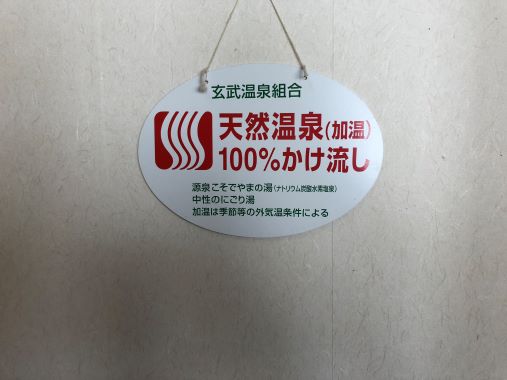 玄武温泉組合
天然温泉(加温)
100%かけ流し
源泉こそでやまの湯(ナトリウム炭酸水素塩泉)
中性のにごり湯
加温は季節等の外気温条件による